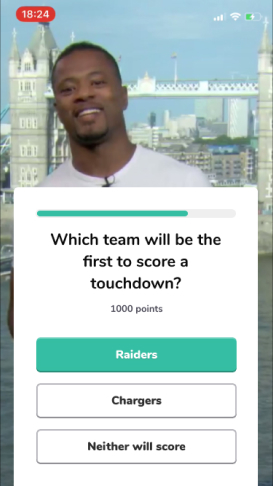 18:24
Which team will be the
first to score a
touchdown?
1000 points
Raiders
Chargers
Neither will score